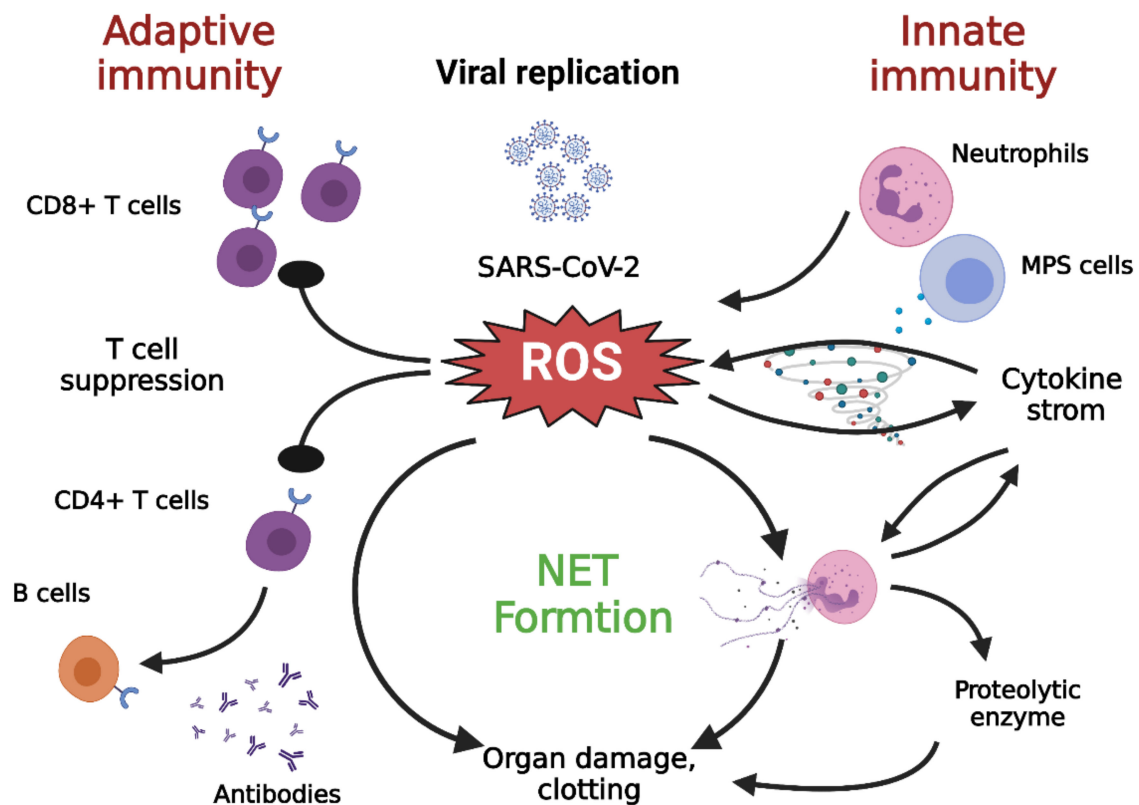 Adaptive
immunity
Viral replication
Innate
immunity
Neutrophils
CD8+ T cells
SARS-CoV-2
MPS cells
T cell
suppression
ROS
Cytokine
strom
CD4+ T cells
NET
Formtion
B cells
Proteolytic
enzyme
Organ damage,
clotting
Antibodies